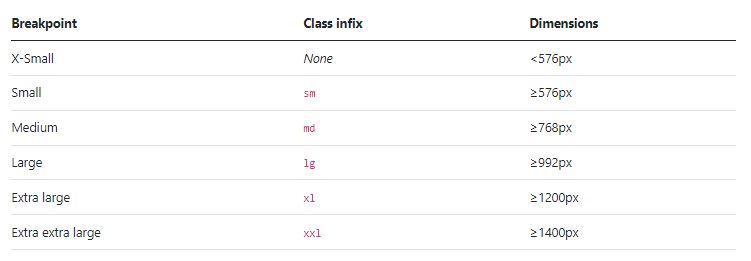 Breakpoint Class infix Dimensions
X-Small None <576px
Small sm ≥576px
Medium md ≥768px
Large lg ≥992px
Extra large xl ≥1200px
Extra extra large xxl ≥1400px